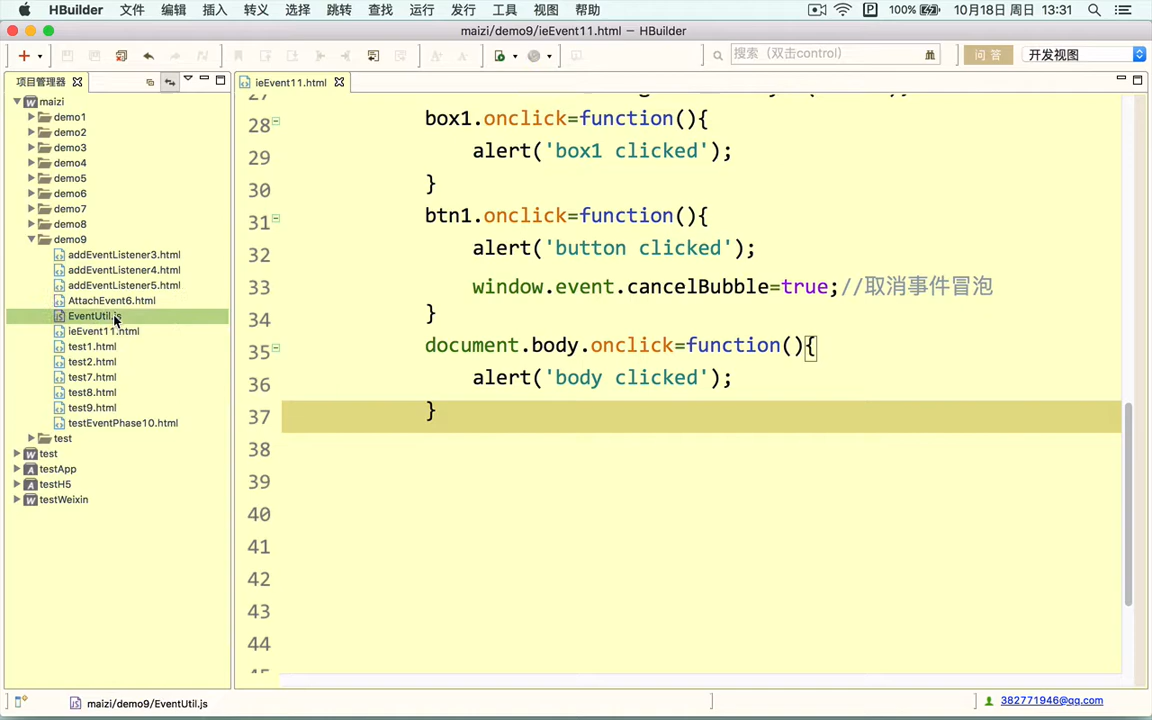 HBuilder 文件 编辑 插入 转义 选择 跳转 查找 运行 发行 工具 视图 帮助 100% 10月18日 周日 13:31
maizi/demo9/ieEvent11.html — HBuilder
搜索（双击control） 问 答 开发视图
项目管理器
ieEvent11.html
maizi
demo1
demo2
demo3
demo4
demo5
demo6
demo7
demo8
demo9
addEventListener3.html
addEventListener4.html
addEventListener5.html
AttachEvent6.html
EventUtil.js
ieEvent11.html
test1.html
test2.html
test7.html
test8.html
test9.html
testEventPhase10.html
test
test
testApp
testH5
testWeixin
28 box1.onclick=function(){
29 alert('box1 clicked');
30 }
31 btn1.onclick=function(){
32 alert('button clicked');
33 window.event.cancelBubble=true;//取消事件冒泡
34 }
35 document.body.onclick=function(){
36 alert('body clicked');
37 }
38
39
40
41
42
43
44
maizi/demo9/EventUtil.js
382771946@qq.com